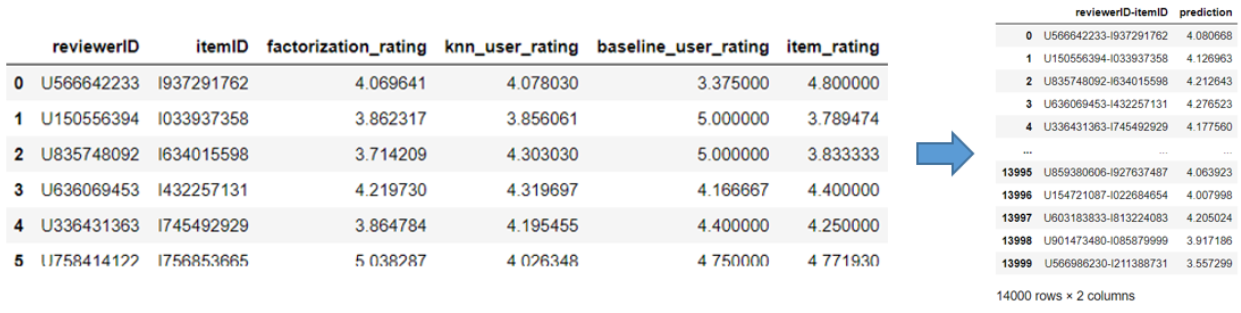 reviewerID itemID factorization_rating knn_user_rating baseline_user_rating item_rating
0 U566642233 I937291762 4.069641 4.078030 3.375000 4.800000
1 U150556394 I033937358 3.862317 3.856061 5.000000 3.789474
2 U835748092 I634015598 3.714209 4.303030 5.000000 3.833333
3 U636069453 I432257131 4.219730 4.319697 4.166667 4.400000
4 U336431363 I745492929 3.864784 4.195455 4.400000 4.250000
5 U758414122 I756853665 5.038287 4.026348 4.750000 4.771930
reviewerID-itemID prediction
0 U566642233-I937291762 4.080668
1 U150556394-I033937358 4.126963
2 U835748092-I634015598 4.212643
3 U636069453-I432257131 4.276523
4 U336431363-I745492929 4.177560
... ... ...
13995 U859380606-I927637487 4.063923
13996 U154721087-I022684654 4.007998
13997 U603183833-I813224083 4.205024
13998 U901473480-I085879999 3.917186
13999 U566986230-I211388731 3.557299
14000 rows × 2 columns